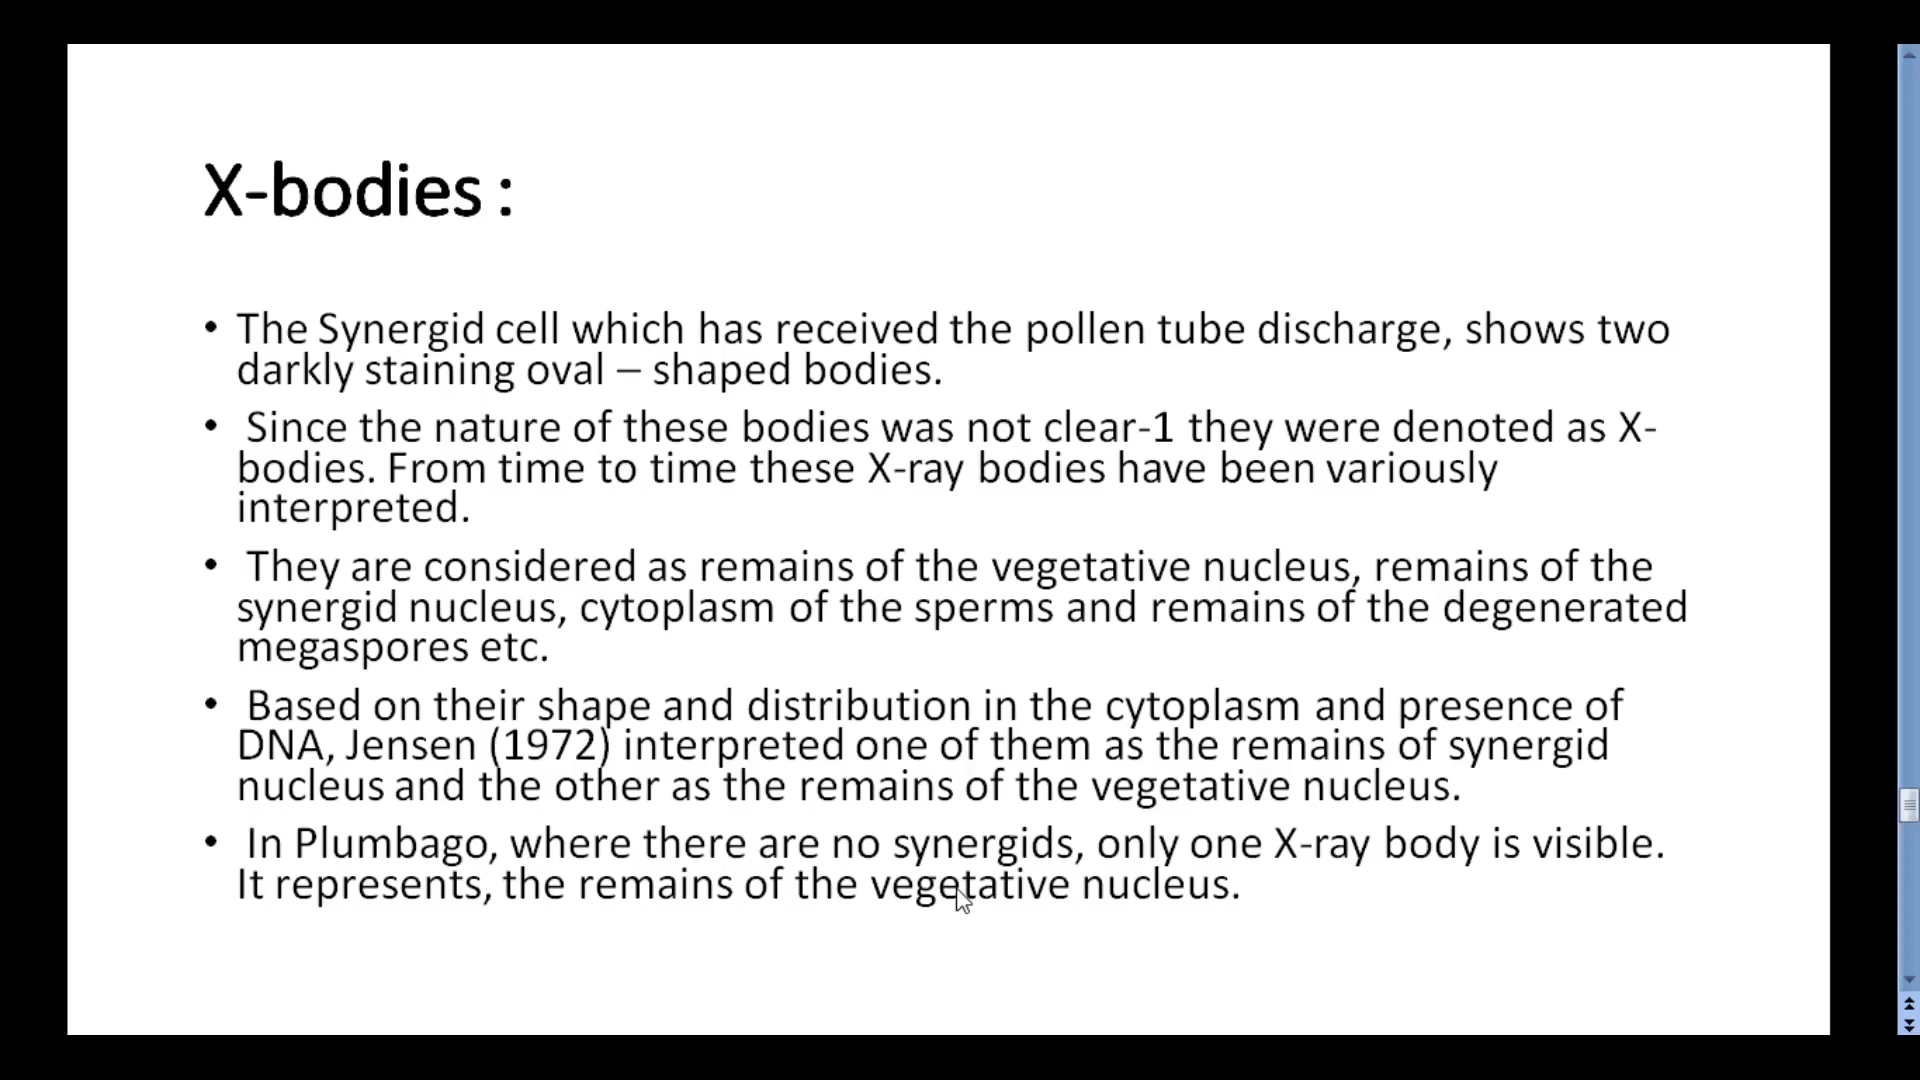 X-bodies :
• The Synergid cell which has received the pollen tube discharge, shows two
darkly staining oval – shaped bodies.
• Since the nature of these bodies was not clear-1 they were denoted as X-
bodies. From time to time these X-ray bodies have been variously
interpreted.
• They are considered as remains of the vegetative nucleus, remains of the
synergid nucleus, cytoplasm of the sperms and remains of the degenerated
megaspores etc.
• Based on their shape and distribution in the cytoplasm and presence of
DNA, Jensen (1972) interpreted one of them as the remains of synergid
nucleus and the other as the remains of the vegetative nucleus.
• In Plumbago, where there are no synergids, only one X-ray body is visible.
It represents, the remains of the vegetative nucleus.